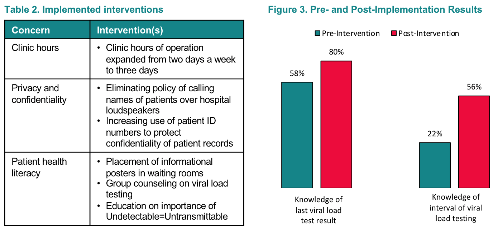 Table 2. Implemented interventions
Concern Intervention(s)
Clinic hours • Clinic hours of operation
expanded from two days a week
to three days
Privacy and
confidentiality
• Eliminating policy of calling
names of patients over hospital
loudspeakers
• Increasing use of patient ID
numbers to protect
confidentiality of patient records
Patient health
literacy
• Placement of informational
posters in waiting rooms
• Group counseling on viral load
testing
• Education on importance of
Undetectable=Untransmittable
Figure 3. Pre- and Post-Implementation Results
Pre-Intervention Post-Intervention
58%
80%
22%
56%
Knowledge of
last viral load
test result
Knowledge of
interval of viral
load testing